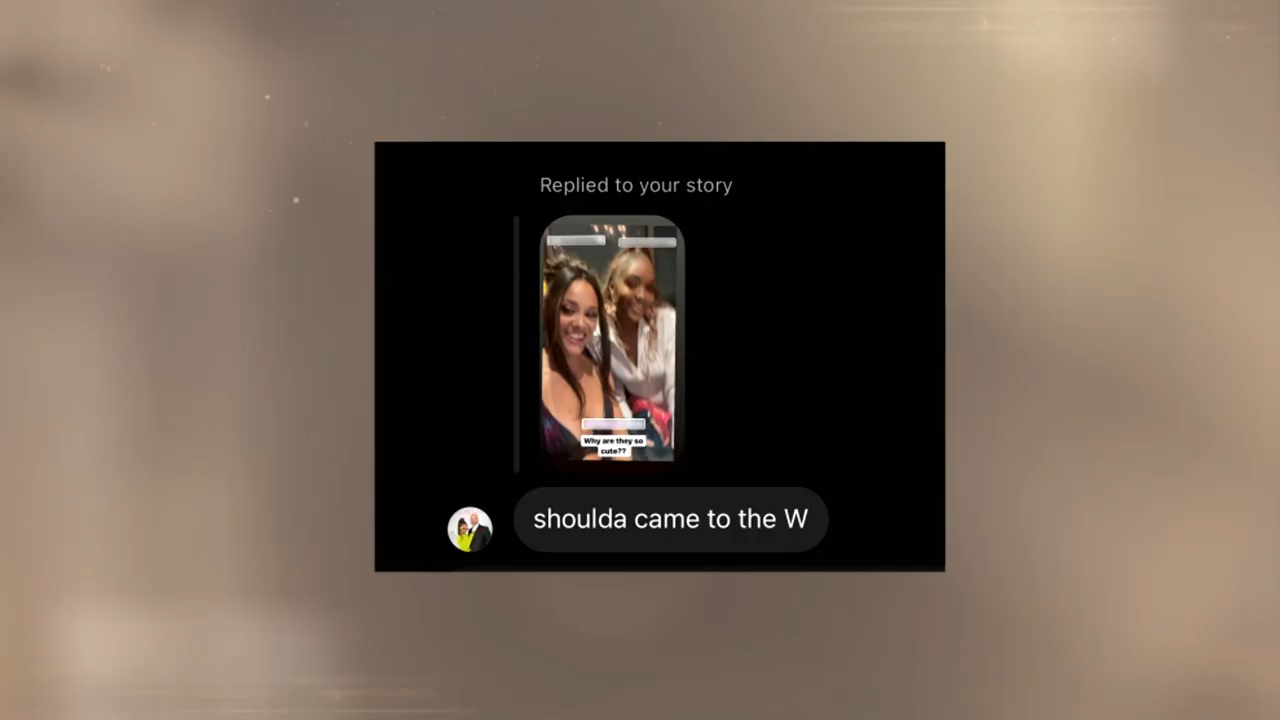 Replied to your story
Why are they so
cute??
shoulda came to the W